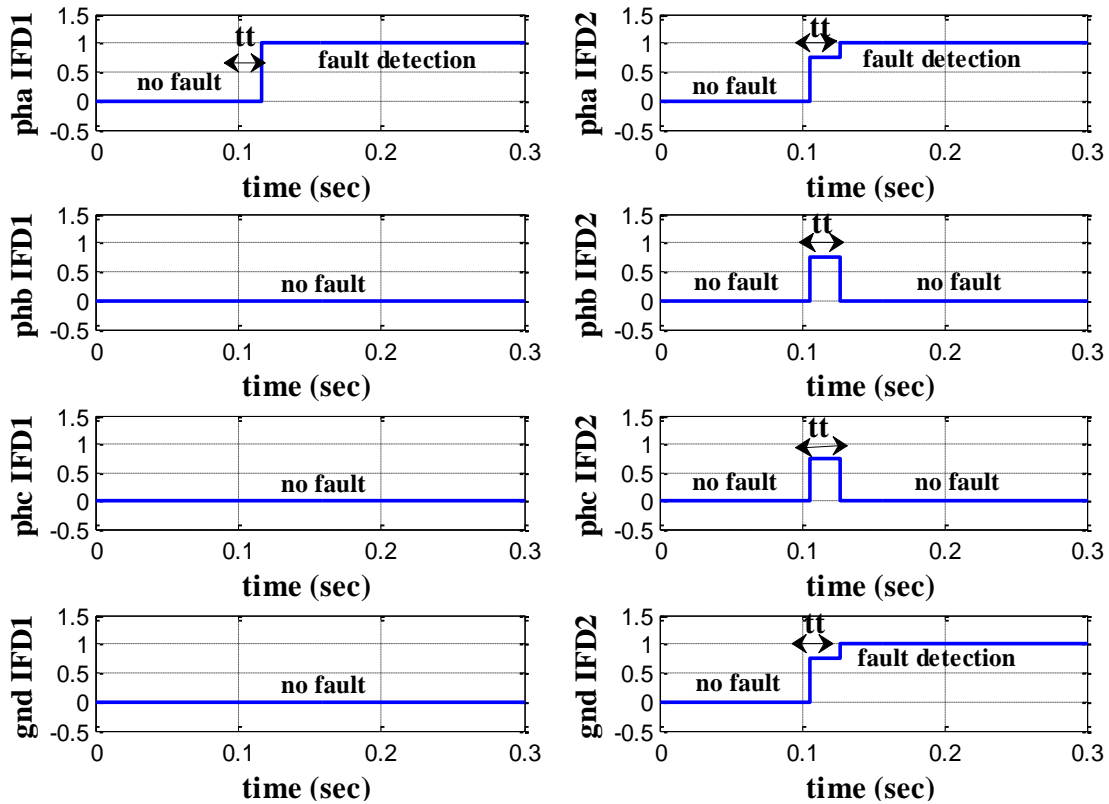 pha IFD1
1.5
1
0.5
0
-0.5
tt
no fault
fault detection
0
0.1
0.2
0.3
time (sec)
pha IFD2
1.5
1
0.5
0
-0.5
tt
no fault
fault detection
0
0.1
0.2
0.3
time (sec)
phb IFD1
1.5
1
0.5
0
-0.5
no fault
0
0.1
0.2
0.3
time (sec)
phb IFD2
1.5
1
0.5
0
-0.5
tt
no fault
no fault
0
0.1
0.2
0.3
time (sec)
phc IFD1
1.5
1
0.5
0
-0.5
no fault
0
0.1
0.2
0.3
time (sec)
phc IFD2
1.5
1
0.5
0
-0.5
tt
no fault
no fault
0
0.1
0.2
0.3
time (sec)
gnd IFD1
1.5
1
0.5
0
-0.5
no fault
0
0.1
0.2
0.3
time (sec)
gnd IFD2
1.5
1
0.5
0
-0.5
tt
no fault
fault detection
0
0.1
0.2
0.3
time (sec)